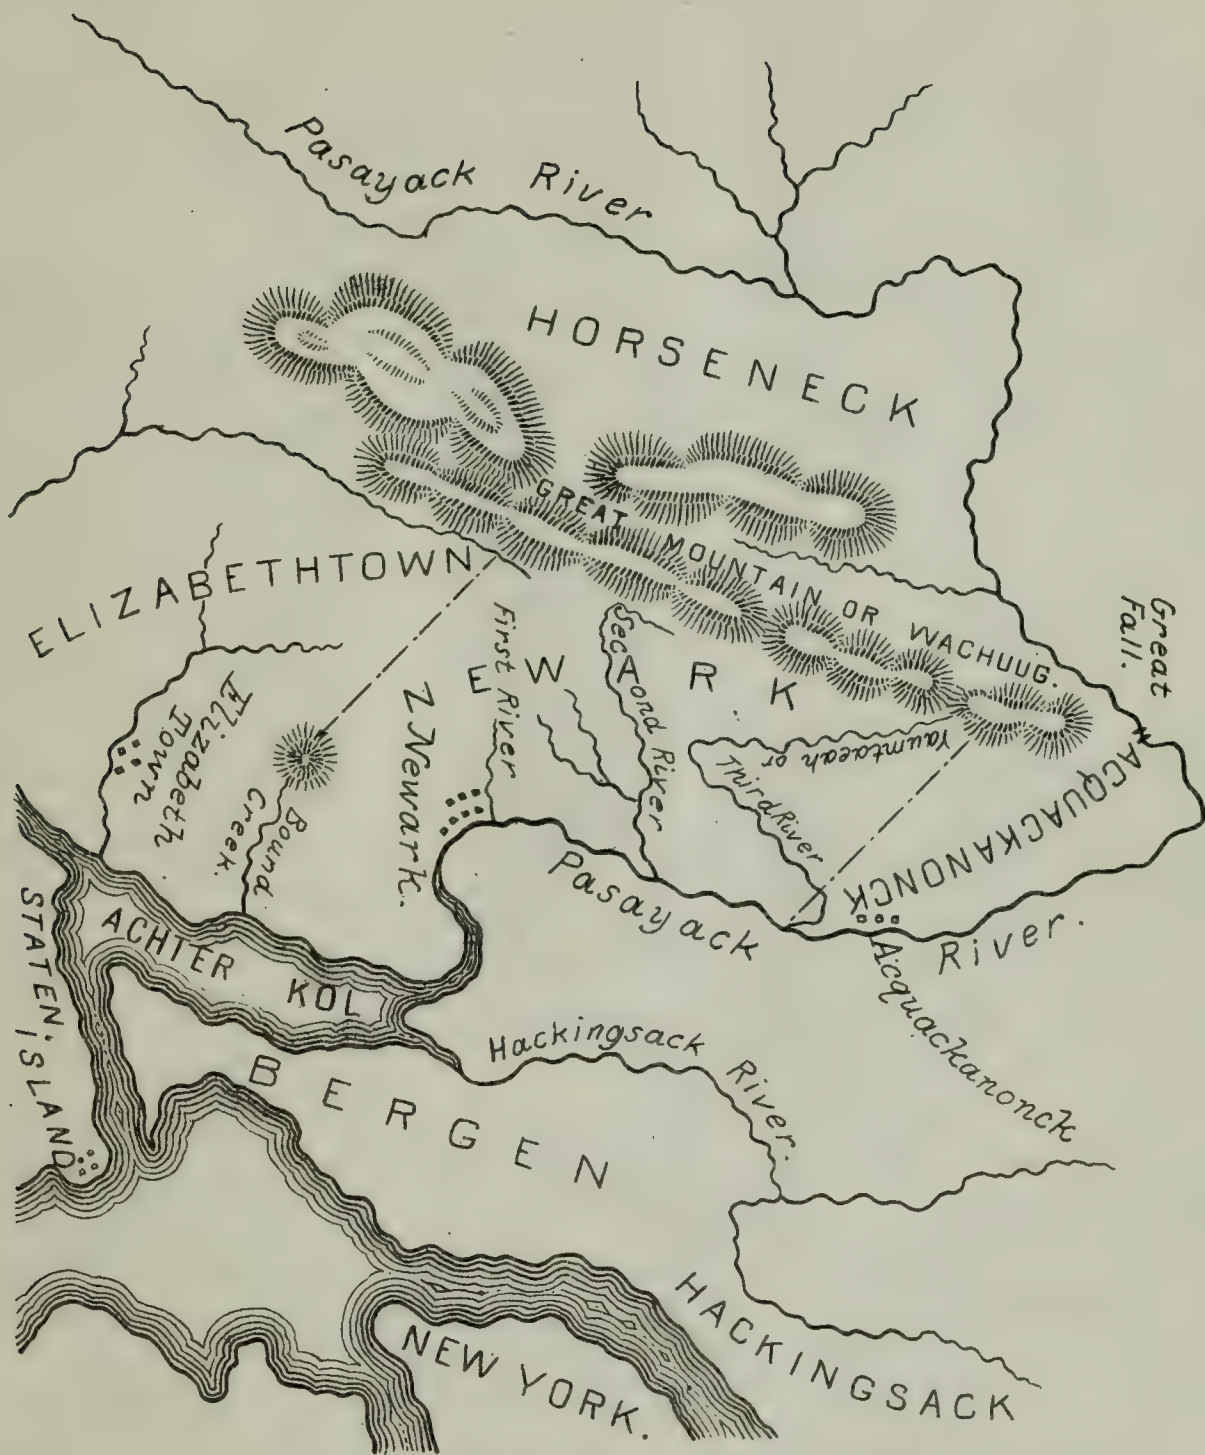 Pasayack River
HORSENECK
GREAT MOUNTAIN OR WACHUUG.
ELIZABETHTOWN
Great
Fall.
First River
Second River
NEWARK
Newark.
Yaumtaeah or
Third River
ACQUACKANONCK
Elizabeth
Town
Bound
Creek.
Pasayack River.
Acquackanonck
STATEN, ISLAND
ACHTER KOL
Hackingsack River.
BERGEN
HACKINGSACK
NEW YORK.